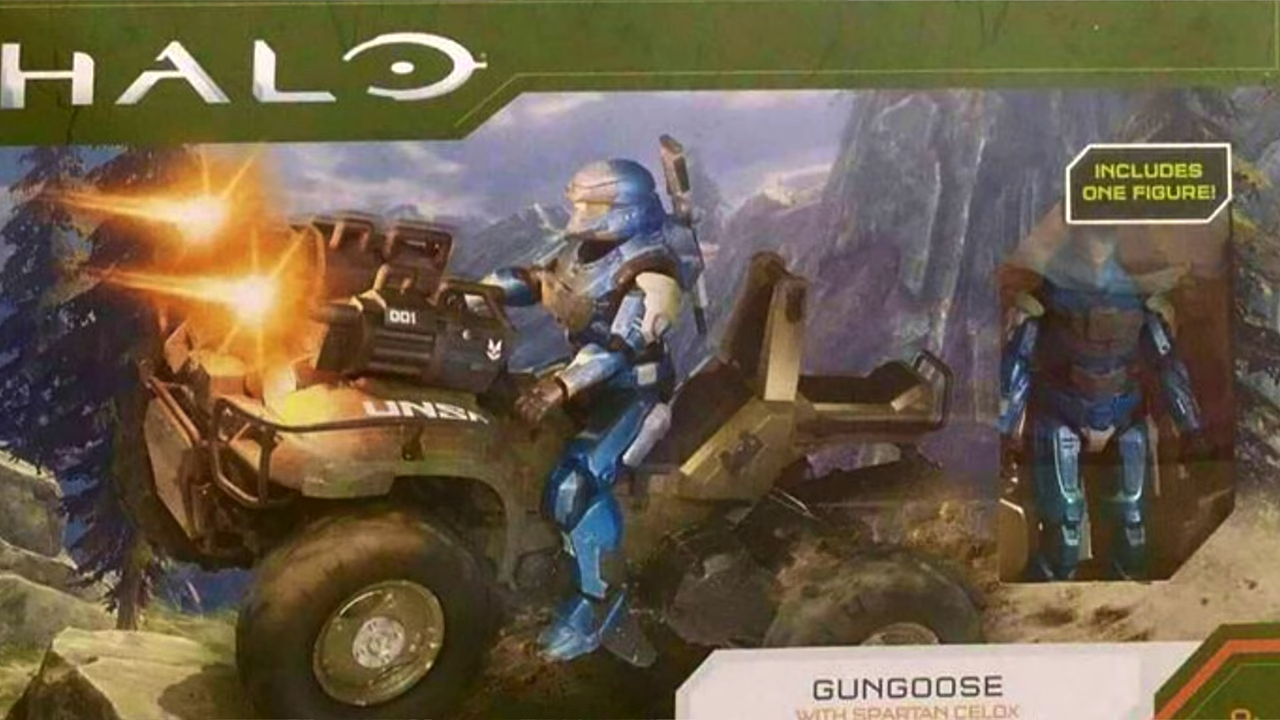 HALO
INCLUDES
ONE FIGURE!
001
UNSC
GUNGOOSE
WITH SPARTAN CELOX